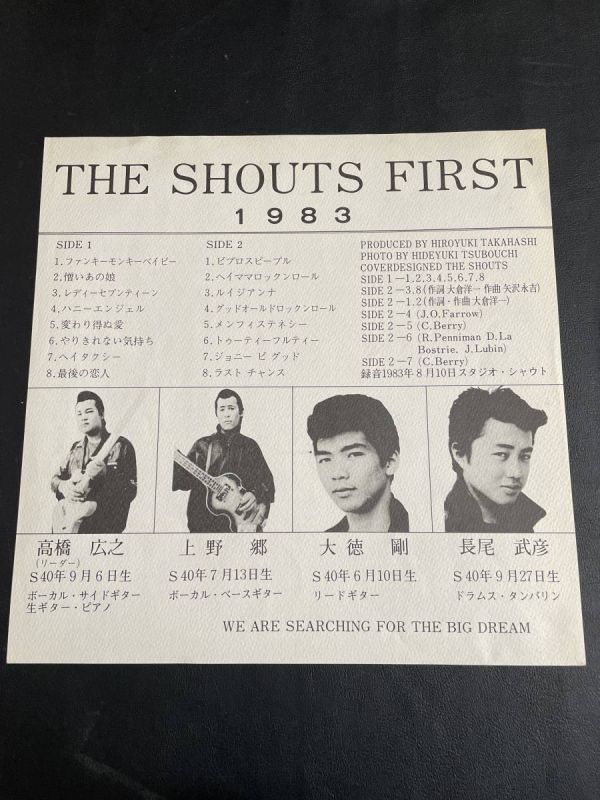 THE SHOUTS FIRST
1983
SIDE 1
1.ファンキーモンキーベイビー
2.憎いあの娘
3.レディーセブンティーン
4.ハニーエンジェル
5.変わり得ぬ愛
6.やりきれない気持ち
7.ヘイタクシー
8.最後の恋人
SIDE 2
1.ビブロスピープル
2.ヘイママロックンロール
3.ルイジアンナ
4.グッドオールドロックンロール
5.メンフィステネシー
6.トゥーティーフルティー
7.ジョニー ビ グッド
8.ラスト チャンス
PRODUCED BY HIROYUKI TAKAHASHI
PHOTO BY HIDEYUKI TSUBOUCHI
COVERDESIGNED THE SHOUTS
SIDE 1―1,2,3,4,5,6,7,8
SIDE 2―3,8(作詞 大倉洋一 作曲 矢沢永吉)
SIDE 2―1,2(作詞・作曲 大倉洋一)
SIDE 2―4 (J.O.Farrow)
SIDE 2―5 (C.Berry)
SIDE 2―6 (R.Penniman D.La
Bostrie. J.Lubin)
SIDE 2―7 (C.Berry)
録音1983年8月10日スタジオ・シャウト
高橋 広之
(リーダー)
S40年9月6日生
ボーカル・サイドギター
生ギター・ピアノ
上野 郷
S40年7月13日生
ボーカル・ベースギター
大徳 剛
S40年6月10日生
リードギター
長尾 武彦
S40年9月27日生
ドラムス・タンバリン
WE ARE SEARCHING FOR THE BIG DREAM